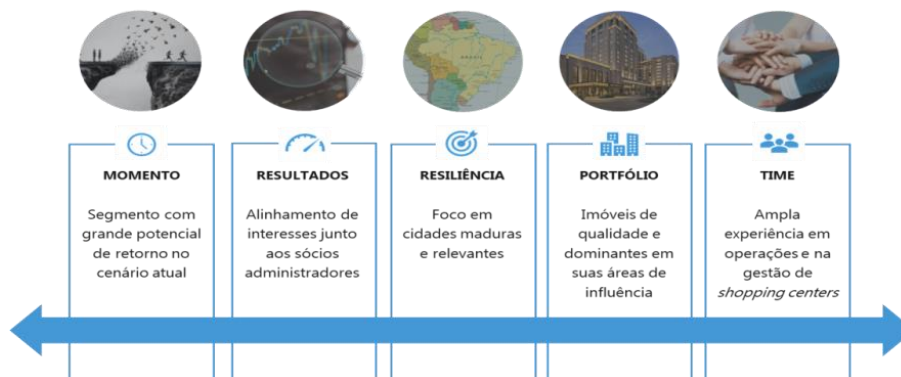 BRASIL
MOMENTO
Segmento com
grande potencial
de retorno no
cenário atual
RESULTADOS
Alinhamento de
interesses junto
aos sócios
administradores
RESILIÊNCIA
Foco em
cidades maduras
e relevantes
PORTFÓLIO
Imóveis de
qualidade e
dominantes em
suas áreas de
influência
TIME
Ampla
experiência em
operações e na
gestão de
shopping centers